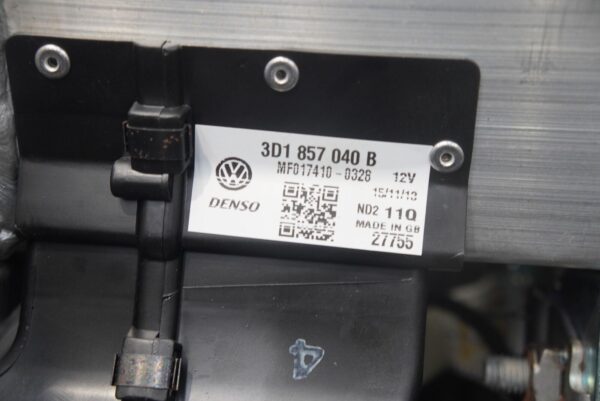 3D1 857 040 B
MF017410-0328 12V
15/11/13
DENSO
ND2 11Q
MADE IN GB
27755